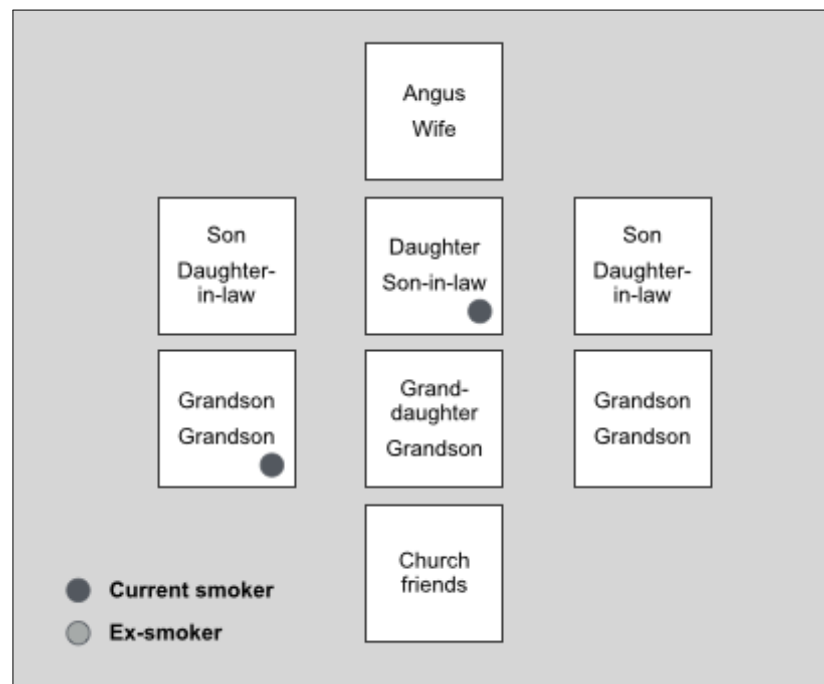 Angus
Wife
Son
Daughter-
in-law
Daughter
Son-in-law
Son
Daughter-
in-law
Grandson
Grandson
Grand-
daughter
Grandson
Grandson
Grandson
Church
friends
Current smoker
Ex-smoker